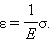 ε = 1/E σ.